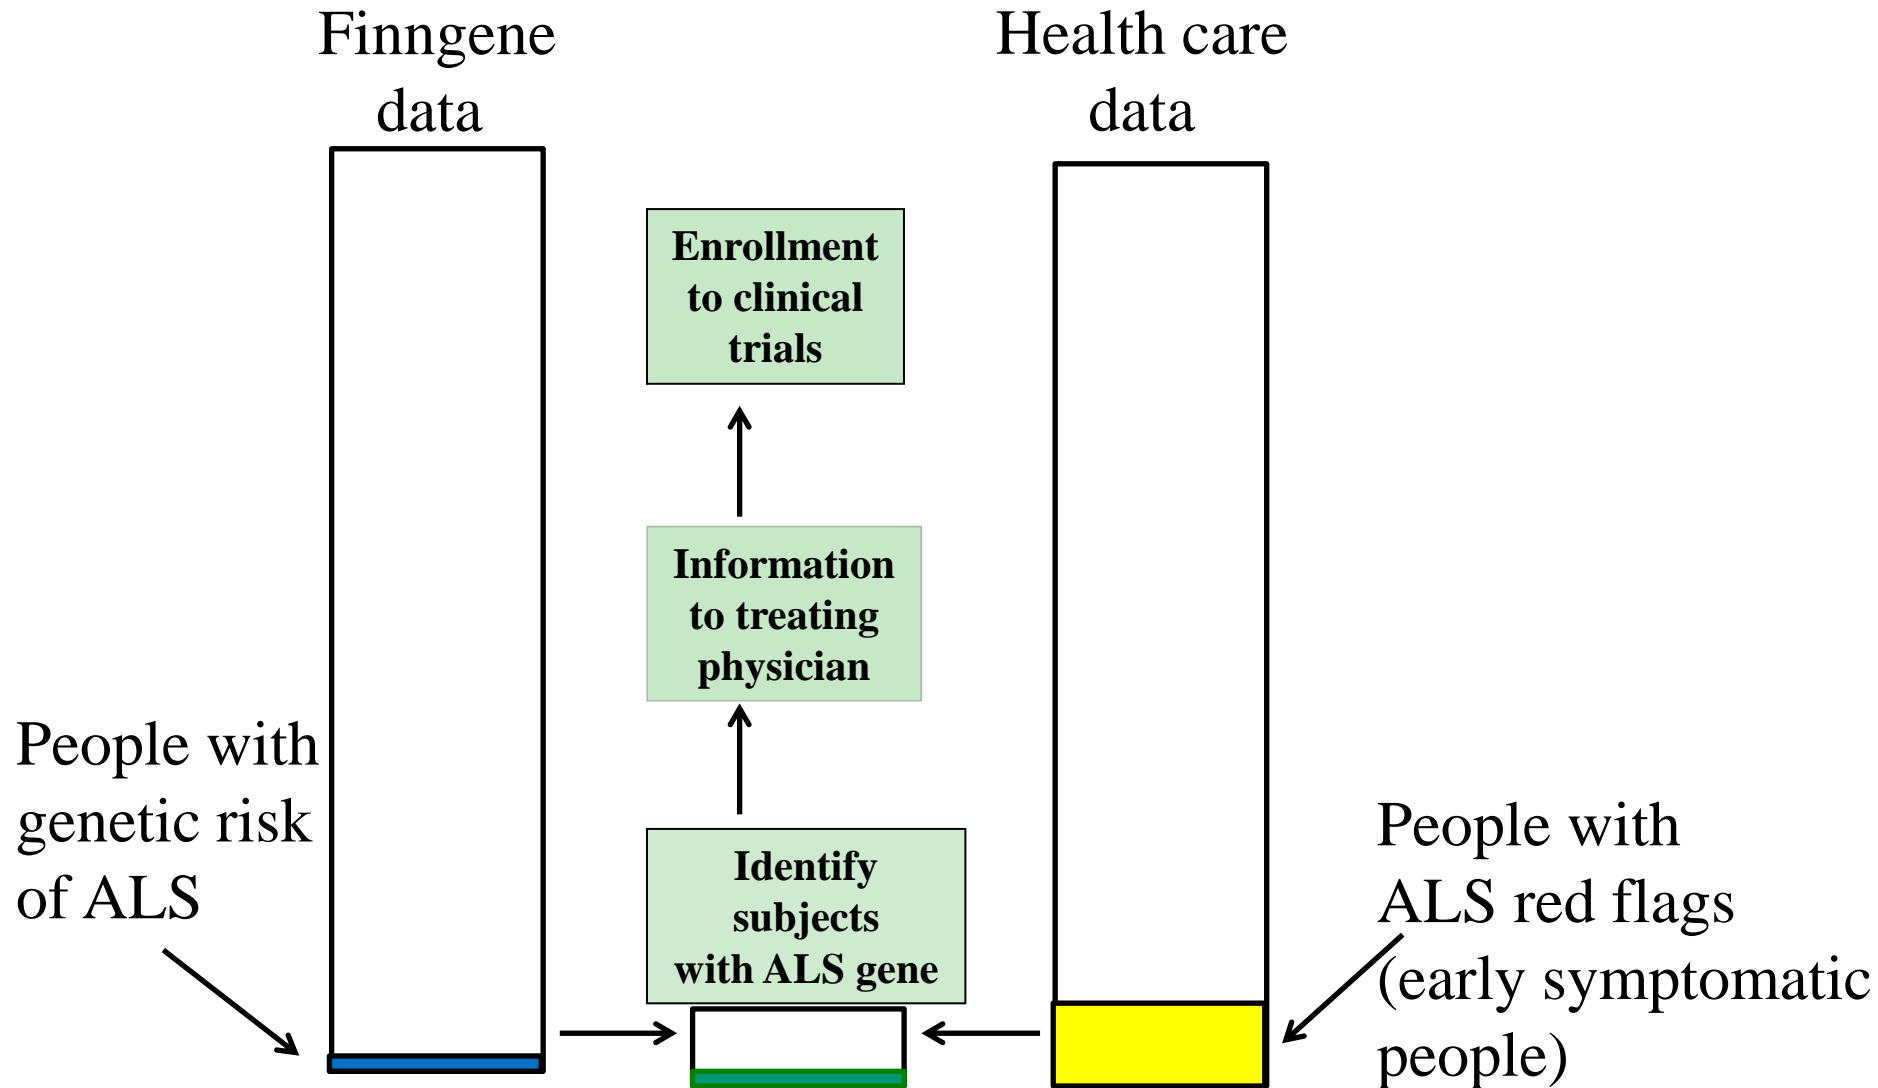 Finngene
data
Health care
data
Enrollment
to clinical
trials
Information
to treating
physician
People with
genetic risk
of ALS
Identify
subjects
with ALS gene
People with
ALS red flags
(early symptomatic
people)